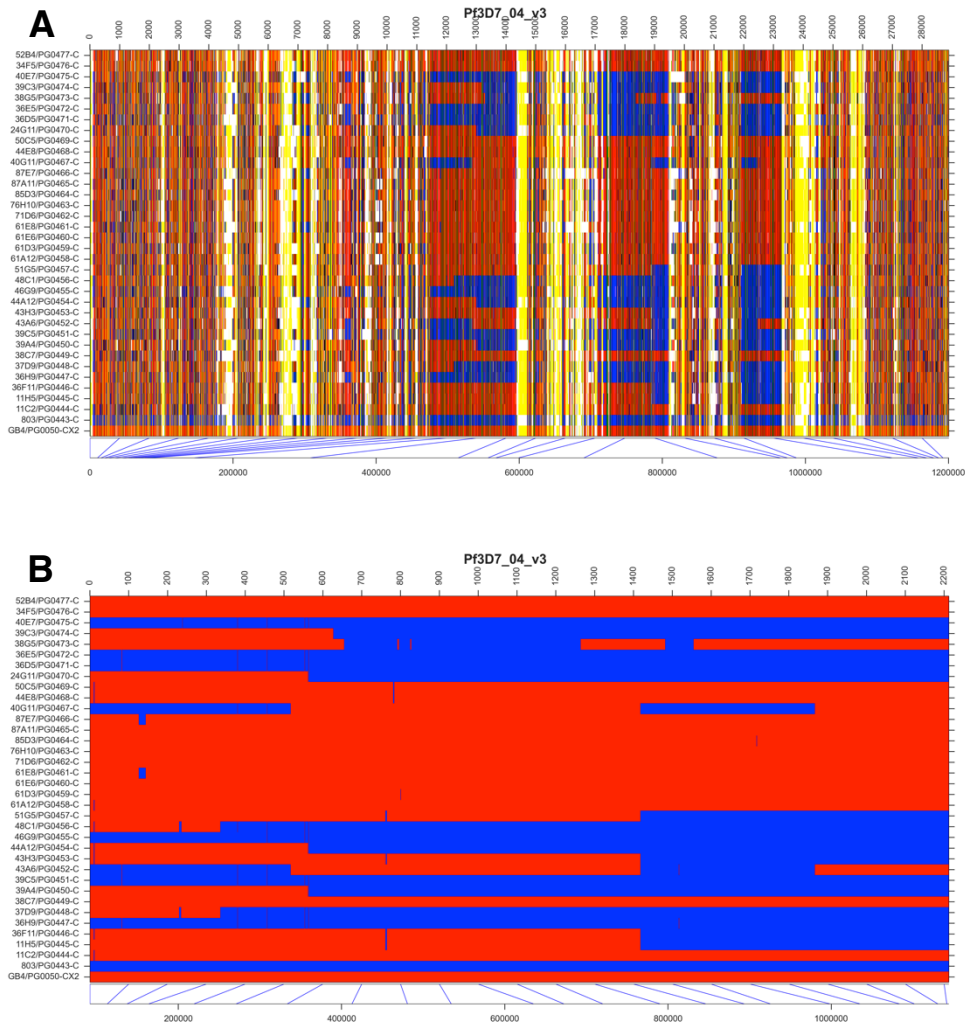 A
Pf3D7_04_v3
0 1000 2000 3000 4000 5000 6000 7000 8000 9000 10000 11000 12000 13000 14000 15000 16000 17000 18000 19000 20000 21000 22000 23000 24000 25000 26000 27000 28000
52B4/PG0477-C
34F5/PG0476-C
40E7/PG0475-C
39C3/PG0474-C
38G5/PG0473-C
36E5/PG0472-C
36D5/PG0471-C
24G11/PG0470-C
50C5/PG0469-C
44E8/PG0468-C
40G11/PG0467-C
87E7/PG0466-C
87A11/PG0465-C
85D3/PG0464-C
76H10/PG0463-C
71D6/PG0462-C
61E8/PG0461-C
61E6/PG0460-C
61D3/PG0459-C
61A12/PG0458-C
51G5/PG0457-C
48C1/PG0456-C
46G9/PG0455-C
44A12/PG0454-C
43H3/PG0453-C
43A6/PG0452-C
39C5/PG0451-C
39A4/PG0450-C
38C7/PG0449-C
37D9/PG0448-C
36H9/PG0447-C
36F11/PG0446-C
11H5/PG0445-C
11C2/PG0444-C
803/PG0443-C
GB4/PG0050-CX2
0 200000 400000 600000 800000 1000000 1200000
B
Pf3D7_04_v3
0 100 200 300 400 500 600 700 800 900 1000 1100 1200 1300 1400 1500 1600 1700 1800 1900 2000 2100 2200
52B4/PG0477-C
34F5/PG0476-C
40E7/PG0475-C
39C3/PG0474-C
38G5/PG0473-C
36E5/PG0472-C
36D5/PG0471-C
24G11/PG0470-C
50C5/PG0469-C
44E8/PG0468-C
40G11/PG0467-C
87E7/PG0466-C
87A11/PG0465-C
85D3/PG0464-C
76H10/PG0463-C
71D6/PG0462-C
61E8/PG0461-C
61E6/PG0460-C
61D3/PG0459-C
61A12/PG0458-C
51G5/PG0457-C
48C1/PG0456-C
46G9/PG0455-C
44A12/PG0454-C
43H3/PG0453-C
43A6/PG0452-C
39C5/PG0451-C
39A4/PG0450-C
38C7/PG0449-C
37D9/PG0448-C
36H9/PG0447-C
36F11/PG0446-C
11H5/PG0445-C
11C2/PG0444-C
803/PG0443-C
GB4/PG0050-CX2
200000 400000 600000 800000 1000000